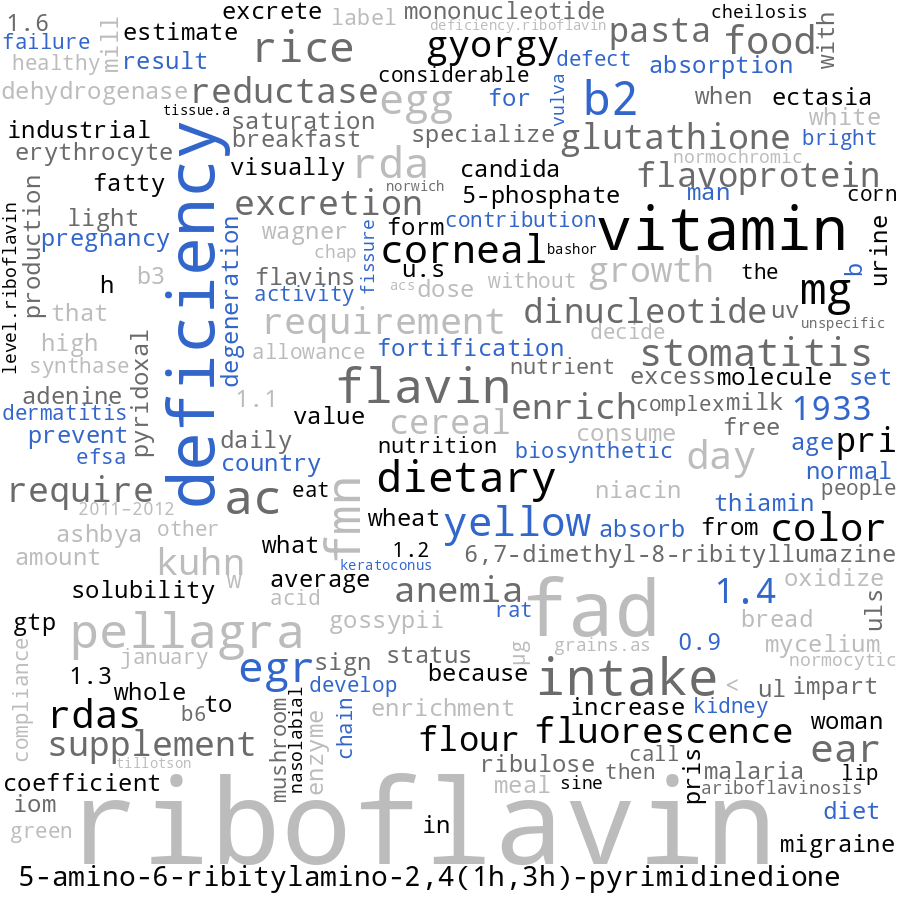 1.6
label
excrete
mononucleotide
cheilosis
failure
mill
estimate
rice
deficiency.riboflavin
gyorgy
pasta
food
with
healthy
result
considerable
defect
absorption
dehydrogenase
reductase
egg
for
vulva
b2
when
ectasia
tissue.a
saturation
white
industrial
breakfast
specialize
glutathione
bright
erythrocyte
deficiency
visually
rda
candida
normochromic
fatty
norwich
5-phosphate
flavoprotein
man
corn
production
light
excretion
form
contribution
vitamin
urine
level.riboflavin
pregnancy
degeneration
wagner
chap
fissure
corneal
bashor
b
h
b3
flavins
u.s
growth
the
mg
activity
acs
dose
without
that
requirement
dinucleotide
uv
unspecific
high
allowance
fortification
decide
stomatitis
synthase
pyridoxal
nutrient
excess
molecule
set
adenine
1.1
flavin
enrich
complex
milk
1933
dermatitis
value
cereal
consume
free
prevent
daily
nutrition
biosynthetic
day
age
pri
efsa
country
dietary
normal
require
ac
eat
fmn
niacin
people
2011–2012
thiamin
ashbya
other
wheat
yellow
absorb
from
color
amount
kuhn
what
1.2
6,7-dimethyl-8-ribityllumazine
keratoconus
w
average
anemia
fad
1.4
oxidize
solubility
acid
rat
uls
gtp
pellagra
gossypii
bread
january
µg
grains.as
0.9
mycelium
compliance
egr
sign
status
because
intake
normocytic
1.3
whole
develop
<
ul
impart
rdas
b6
to
mushroom
nasolabial
enzyme
chain
enrichment
increase
kidney
woman
supplement
flour
fluorescence
ear
tillotson
ribulose
call
then
pris
malaria
lip
coefficient
meal
sine
ariboflavinosis
iom
riboflavin
diet
green
in
migraine
5-amino-6-ribitylamino-2,4(1h,3h)-pyrimidinedione